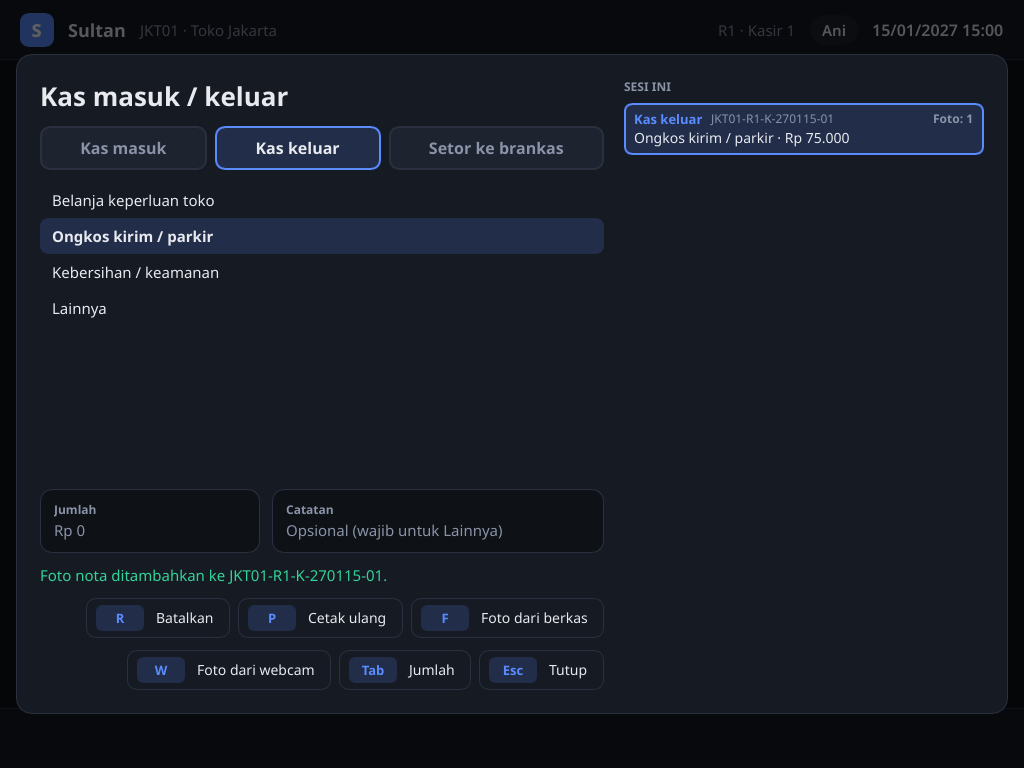 S Sultan JKT01 · Toko Jakarta R1 · Kasir 1 Ani 15/01/2027 15:00
Kas masuk / keluar
Kas masuk Kas keluar Setor ke brankas
Belanja keperluan toko
Ongkos kirim / parkir
Kebersihan / keamanan
Lainnya
Jumlah
Rp 0
Catatan
Opsional (wajib untuk Lainnya)
Foto nota ditambahkan ke JKT01-R1-K-270115-01.
R Batalkan P Cetak ulang F Foto dari berkas
W Foto dari webcam Tab Jumlah Esc Tutup
SESI INI
Kas keluar JKT01-R1-K-270115-01 Foto: 1
Ongkos kirim / parkir · Rp 75.000